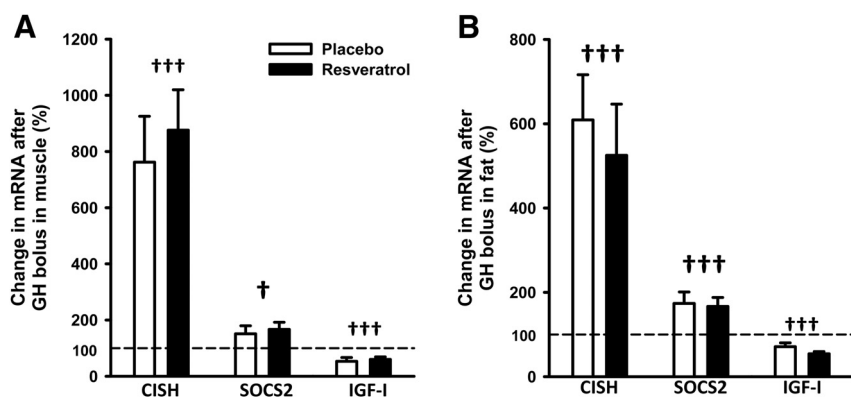 A
Change in mRNA after
GH bolus in muscle (%)
1200
1000
800
600
400
200
100
0
Placebo
Resveratrol
†††
†
†††
CISH
SOCS2
IGF-I
B
Change in mRNA after
GH bolus in fat (%)
800
600
400
200
100
0
†††
†††
†††
CISH
SOCS2
IGF-I